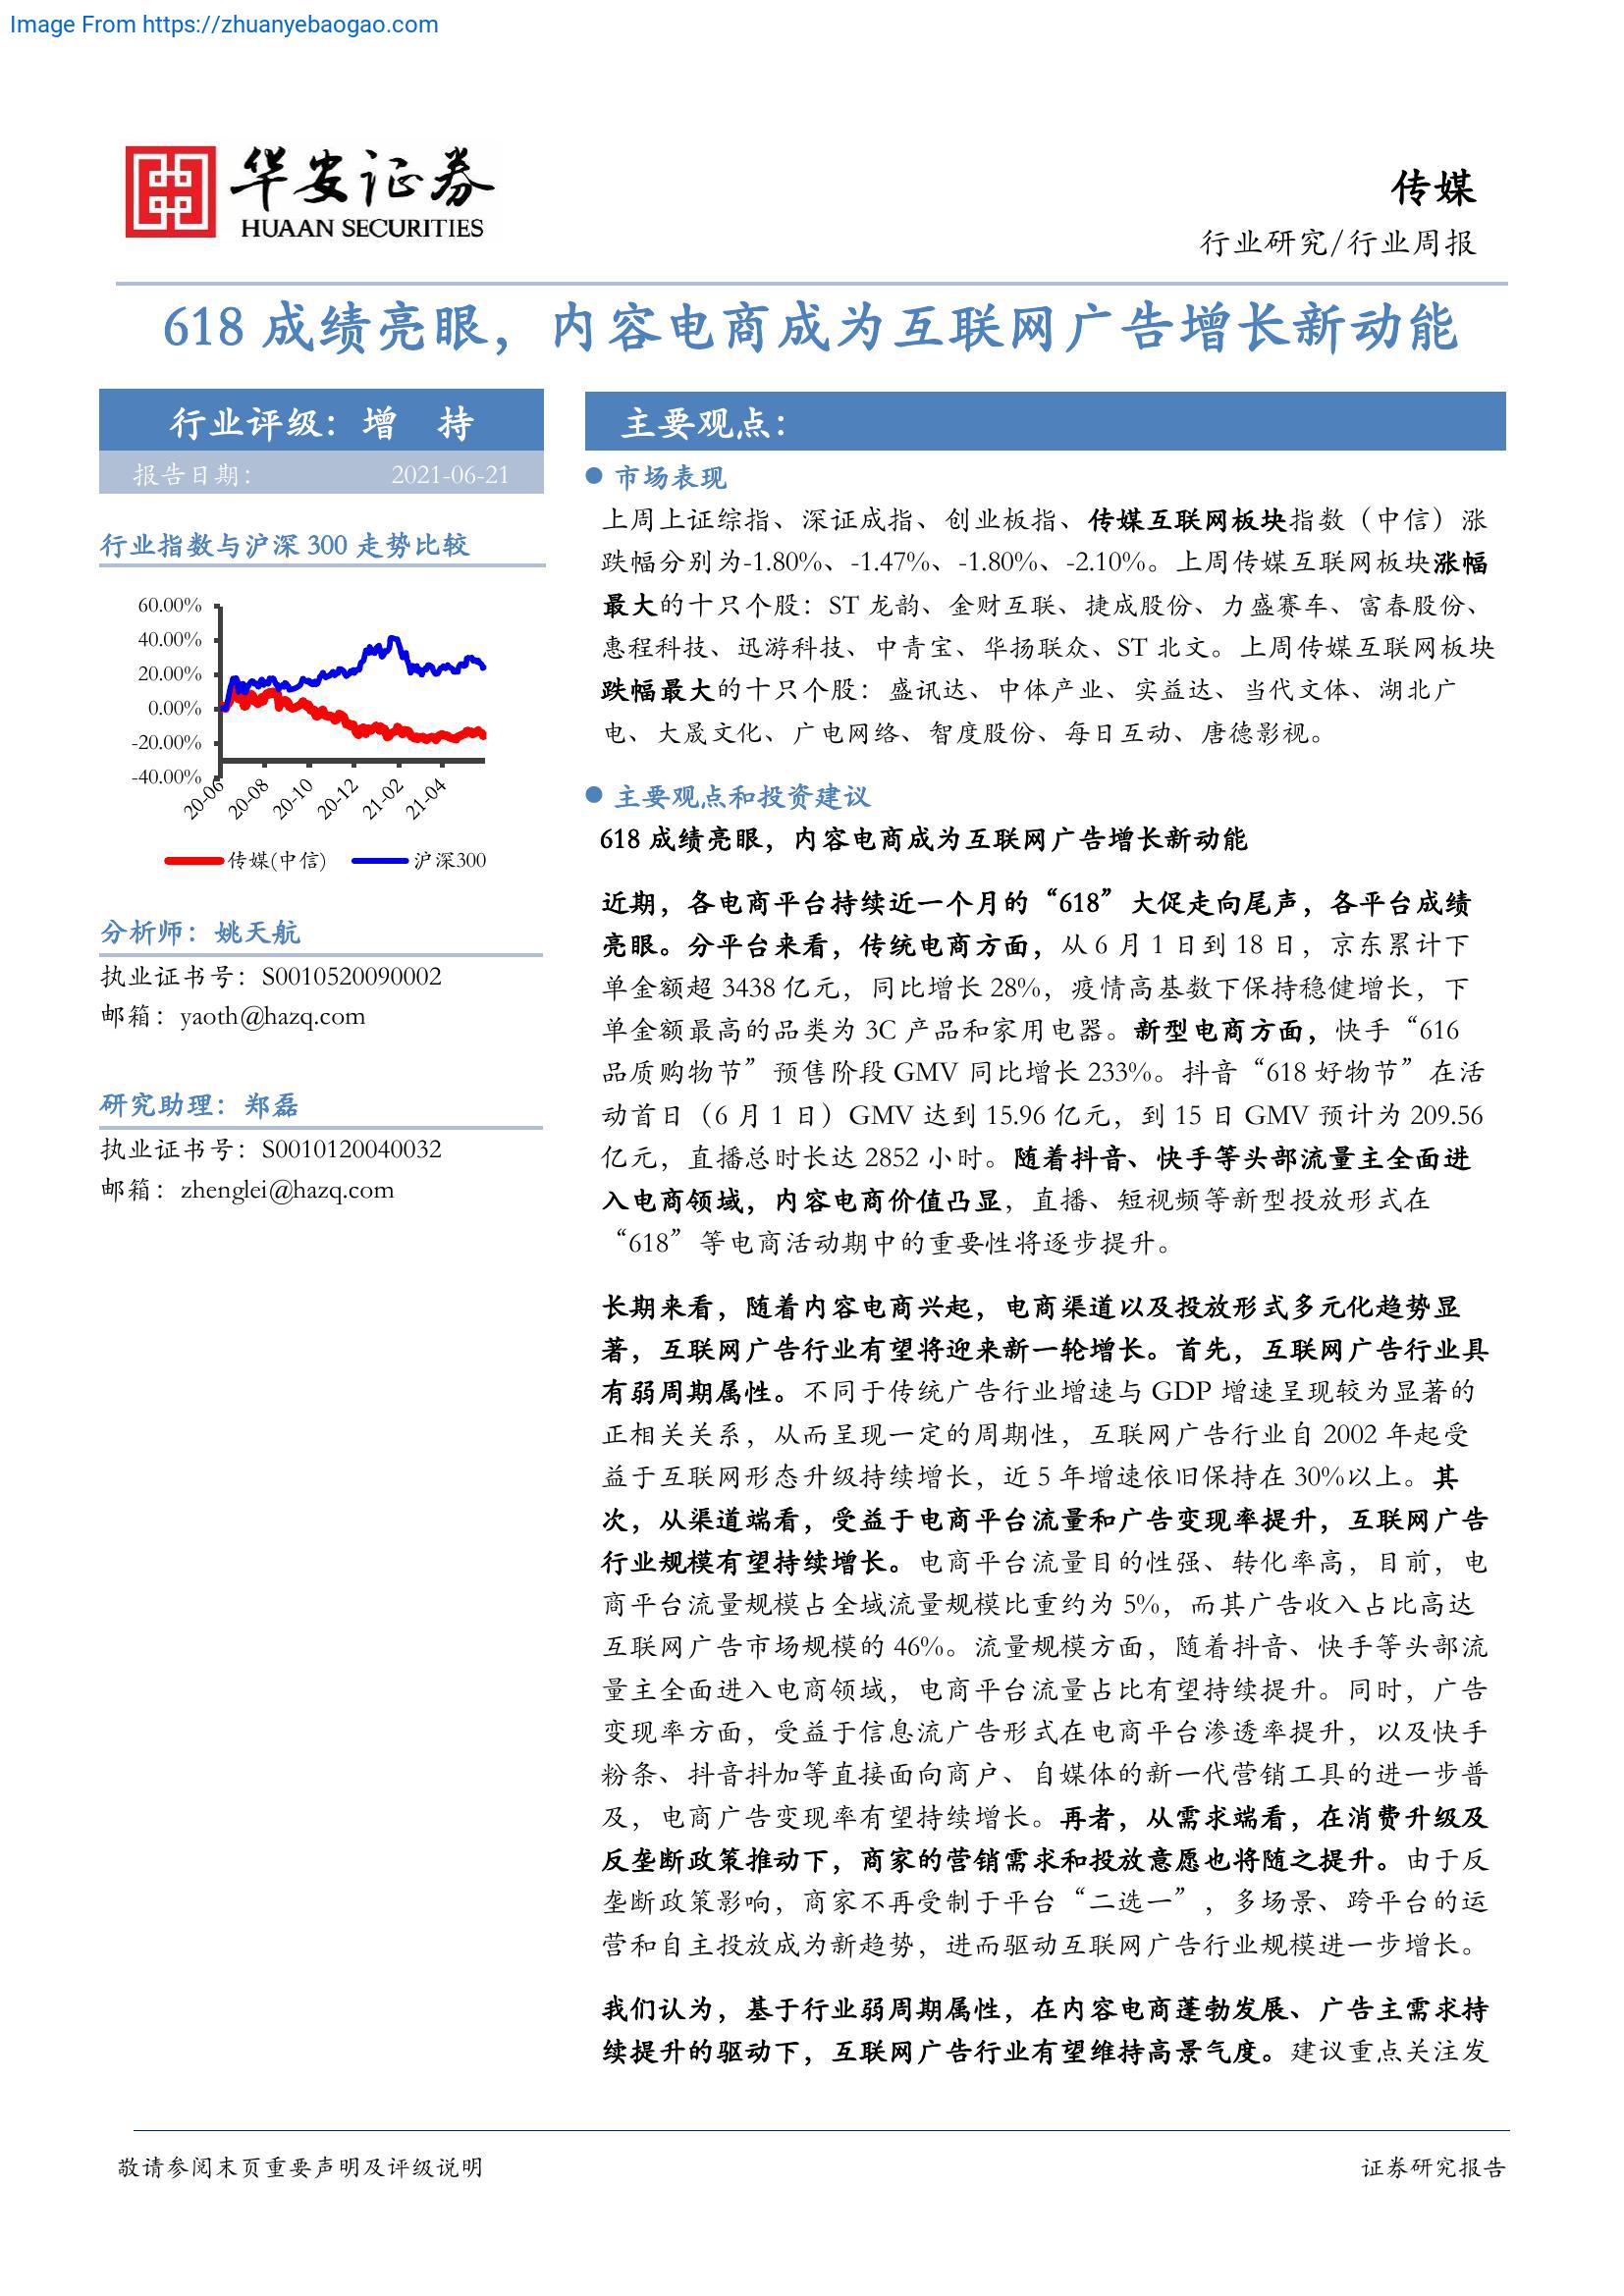 Image From https://zhuanyebaogao.com
华安证券
HUAAN SECURITIES
传媒
行业研究/行业周报
618 成绩亮眼，内容电商成为互联网广告增长新动能
行业评级：增 持
报告日期： 2021-06-21
行业指数与沪深 300 走势比较
60.00%
40.00%
20.00%
0.00%
-20.00%
-40.00%
20-06
20-08
20-10
20-12
21-02
21-04
传媒(中信)
沪深300
分析师：姚天航
执业证书号：S0010520090002
邮箱：yaoth@hazq.com
研究助理：郑磊
执业证书号：S0010120040032
邮箱：zhenglei@hazq.com
主要观点：
● 市场表现
上周上证综指、深证成指、创业板指、传媒互联网板块指数（中信）涨
跌幅分别为-1.80%、-1.47%、-1.80%、-2.10%。上周传媒互联网板块涨幅
最大的十只个股：ST 龙韵、金财互联、捷成股份、力盛赛车、富春股份、
惠程科技、迅游科技、中青宝、华扬联众、ST 北文。上周传媒互联网板块
跌幅最大的十只个股：盛讯达、中体产业、实益达、当代文体、湖北广
电、大晟文化、广电网络、智度股份、每日互动、唐德影视。
● 主要观点和投资建议
618 成绩亮眼，内容电商成为互联网广告增长新动能
近期，各电商平台持续近一个月的“618”大促走向尾声，各平台成绩
亮眼。分平台来看，传统电商方面，从 6 月 1 日到 18 日，京东累计下
单金额超 3438 亿元，同比增长 28%，疫情高基数下保持稳健增长，下
单金额最高的品类为 3C 产品和家用电器。新型电商方面，快手“616
品质购物节”预售阶段 GMV 同比增长 233%。抖音“618 好物节”在活
动首日（6 月 1 日）GMV 达到 15.96 亿元，到 15 日 GMV 预计为 209.56
亿元，直播总时长达 2852 小时。随着抖音、快手等头部流量主全面进
入电商领域，内容电商价值凸显，直播、短视频等新型投放形式在
“618”等电商活动期中的重要性将逐步提升。
长期来看，随着内容电商兴起，电商渠道以及投放形式多元化趋势显
著，互联网广告行业有望将迎来新一轮增长。首先，互联网广告行业具
有弱周期属性。不同于传统广告行业增速与 GDP 增速呈现较为显著的
正相关关系，从而呈现一定的周期性，互联网广告行业自 2002 年起受
益于互联网形态升级持续增长，近 5 年增速依旧保持在 30%以上。其
次，从渠道端看，受益于电商平台流量和广告变现率提升，互联网广告
行业规模有望持续增长。电商平台流量目的性强、转化率高，目前，电
商平台流量规模占全域流量规模比重约为 5%，而其广告收入占比高达
互联网广告市场规模的 46%。流量规模方面，随着抖音、快手等头部流
量主全面进入电商领域，电商平台流量占比有望持续提升。同时，广告
变现率方面，受益于信息流广告形式在电商平台渗透率提升，以及快手
粉条、抖音抖加等直接面向商户、自媒体的新一代营销工具的进一步普
及，电商广告变现率有望持续增长。再者，从需求端看，在消费升级及
反垄断政策推动下，商家的营销需求和投放意愿也将随之提升。由于反
垄断政策影响，商家不再受制于平台“二选一”，多场景、跨平台的运
营和自主投放成为新趋势，进而驱动互联网广告行业规模进一步增长。
我们认为，基于行业弱周期属性，在内容电商蓬勃发展、广告主需求持
续提升的驱动下，互联网广告行业有望维持高景气度。建议重点关注发
敬请参阅末页重要声明及评级说明
证券研究报告